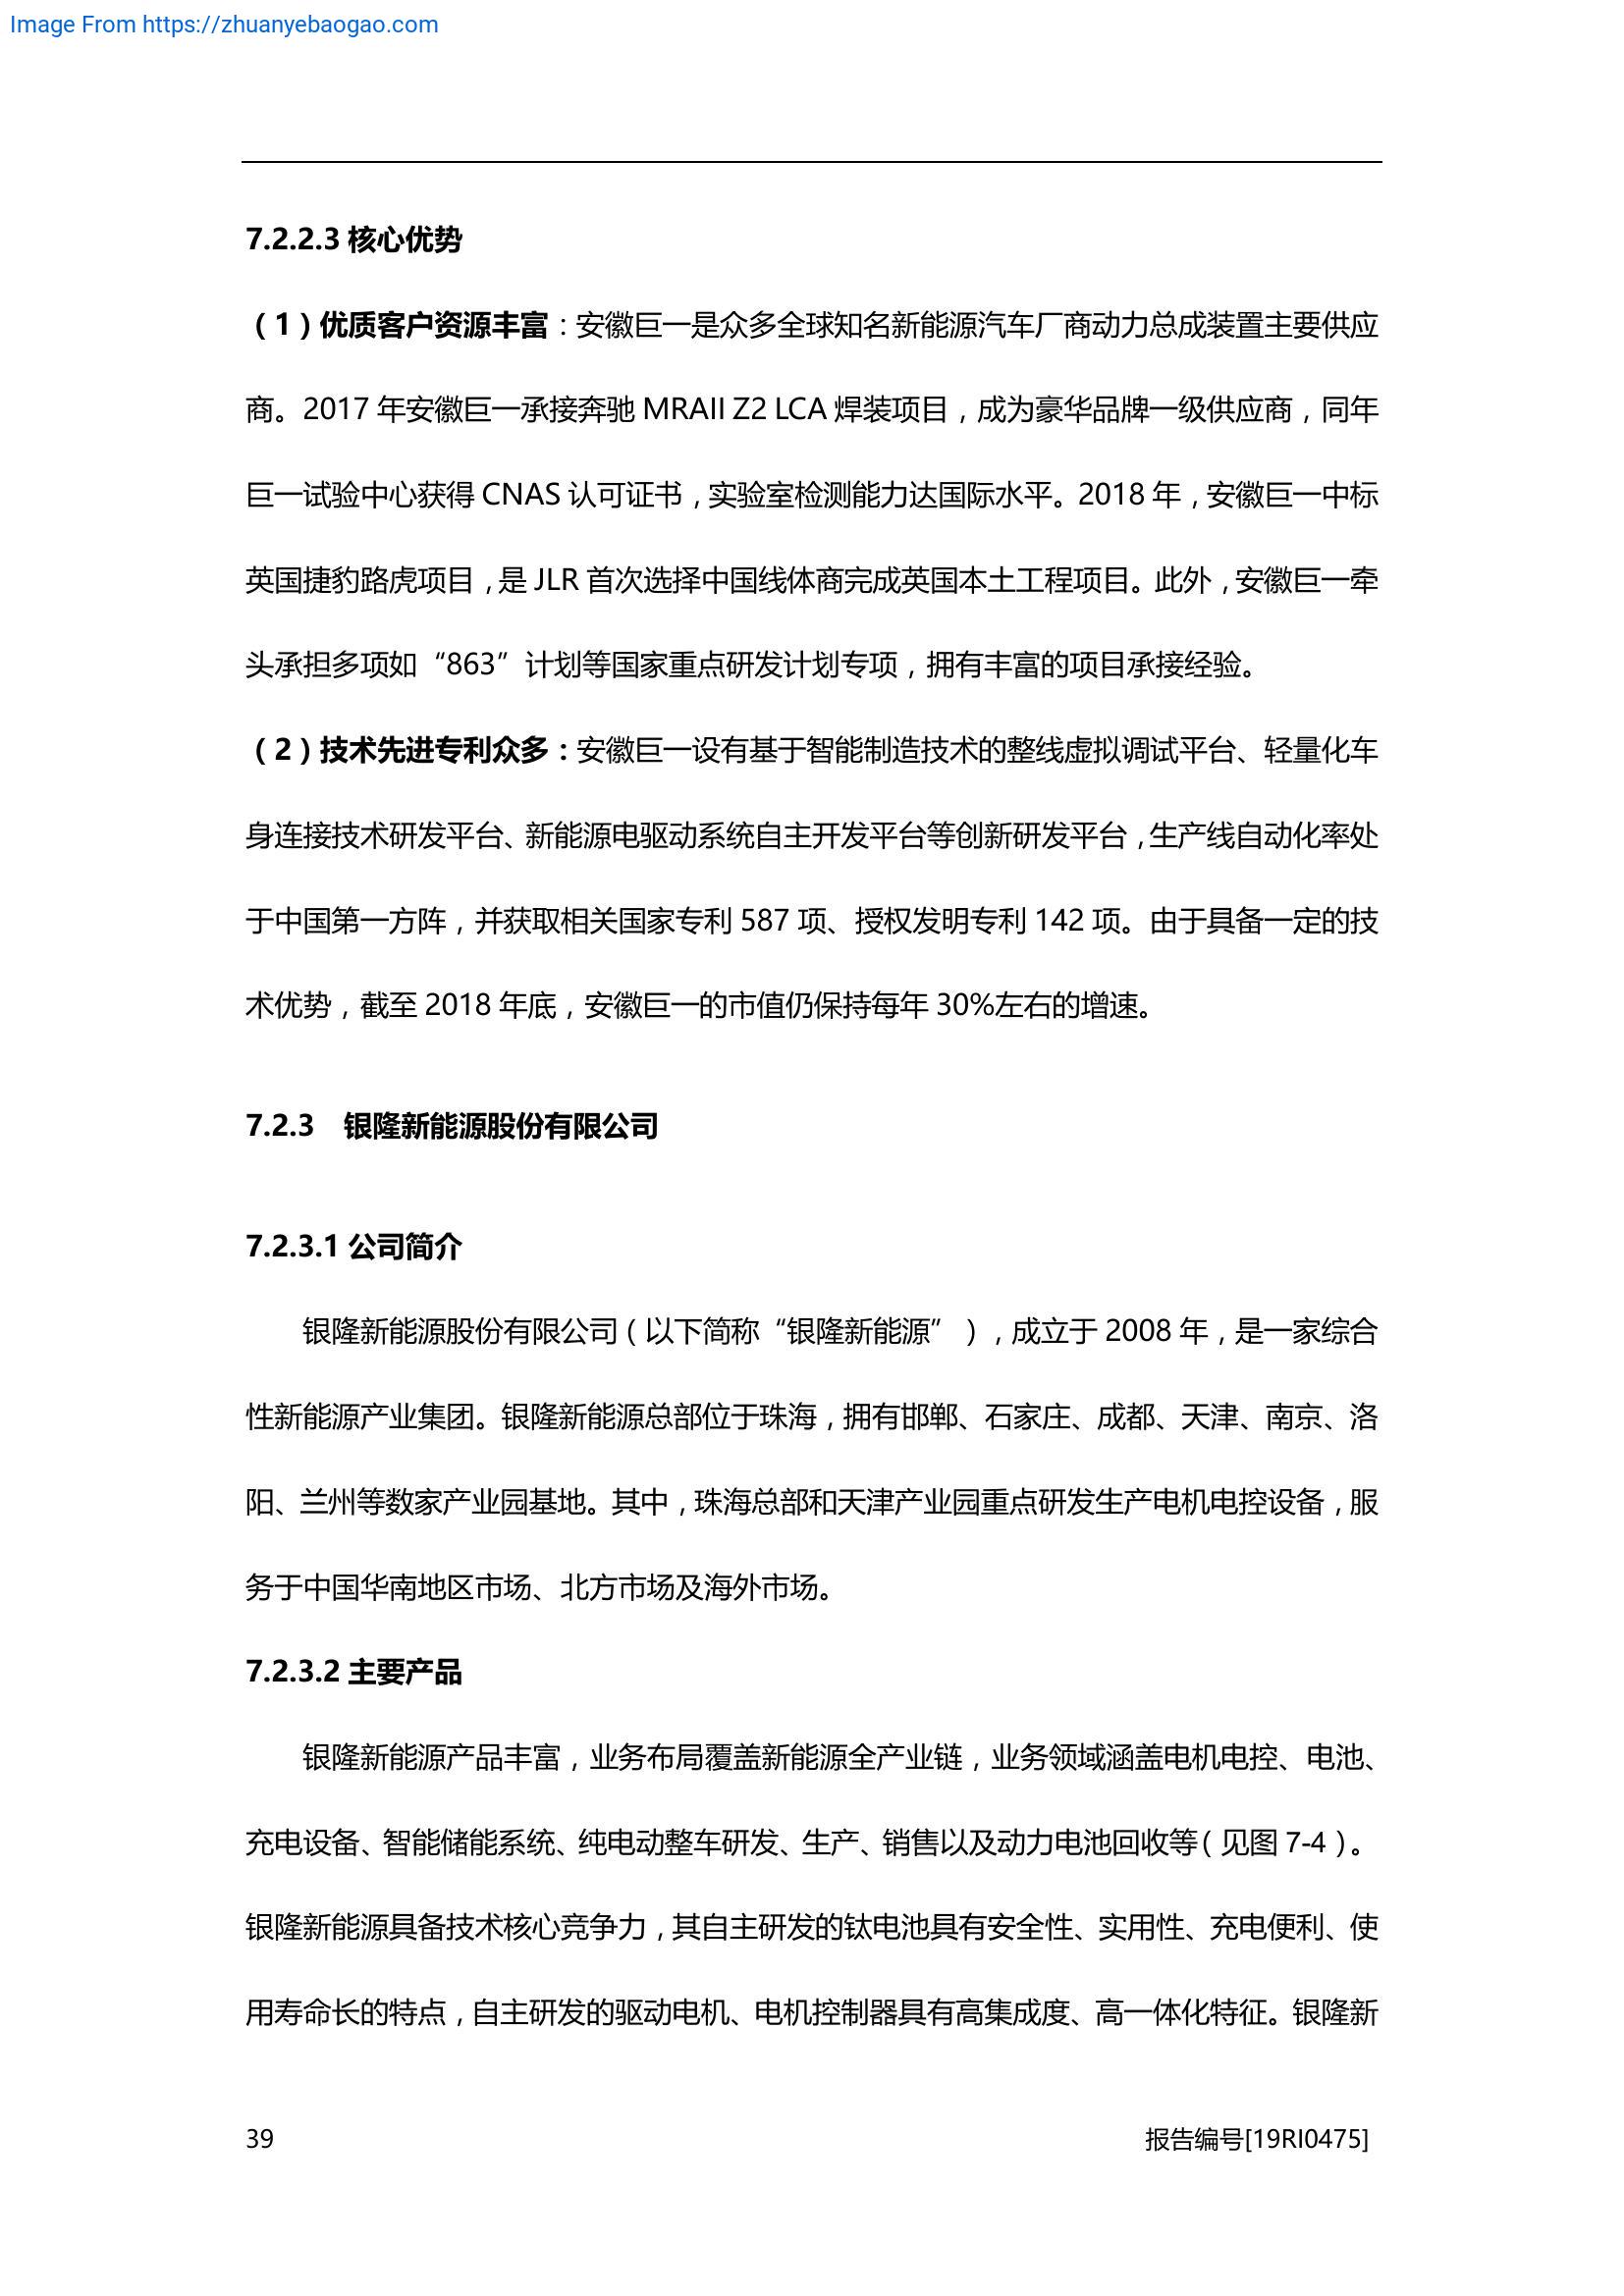 Image From https://zhuanyebaogao.com
7.2.2.3 核心优势
（1）优质客户资源丰富：安徽巨一是众多全球知名新能源汽车厂商动力总成装置主要供应
商。2017 年安徽巨一承接奔驰 MRAII Z2 LCA 焊装项目，成为豪华品牌一级供应商，同年
巨一试验中心获得 CNAS 认可证书，实验室检测能力达国际水平。2018 年，安徽巨一中标
英国捷豹路虎项目，是 JLR 首次选择中国线体商完成英国本土工程项目。此外，安徽巨一牵
头承担多项如“863”计划等国家重点研发计划专项，拥有丰富的项目承接经验。
（2）技术先进专利众多：安徽巨一设有基于智能制造技术的整线虚拟调试平台、轻量化车
身连接技术研发平台、新能源电驱动系统自主开发平台等创新研发平台，生产线自动化率处
于中国第一方阵，并获取相关国家专利 587 项、授权发明专利 142 项。由于具备一定的技
术优势，截至 2018 年底，安徽巨一的市值仍保持每年 30%左右的增速。
7.2.3 银隆新能源股份有限公司
7.2.3.1 公司简介
银隆新能源股份有限公司（以下简称“银隆新能源”），成立于 2008 年，是一家综合
性新能源产业集团。银隆新能源总部位于珠海，拥有邯郸、石家庄、成都、天津、南京、洛
阳、兰州等数家产业园基地。其中，珠海总部和天津产业园重点研发生产电机电控设备，服
务于中国华南地区市场、北方市场及海外市场。
7.2.3.2 主要产品
银隆新能源产品丰富，业务布局覆盖新能源全产业链，业务领域涵盖电机电控、电池、
充电设备、智能储能系统、纯电动整车研发、生产、销售以及动力电池回收等（见图 7-4）。
银隆新能源具备技术核心竞争力，其自主研发的钛电池具有安全性、实用性、充电便利、使
用寿命长的特点，自主研发的驱动电机、电机控制器具有高集成度、高一体化特征。银隆新
39 报告编号[19RI0475]